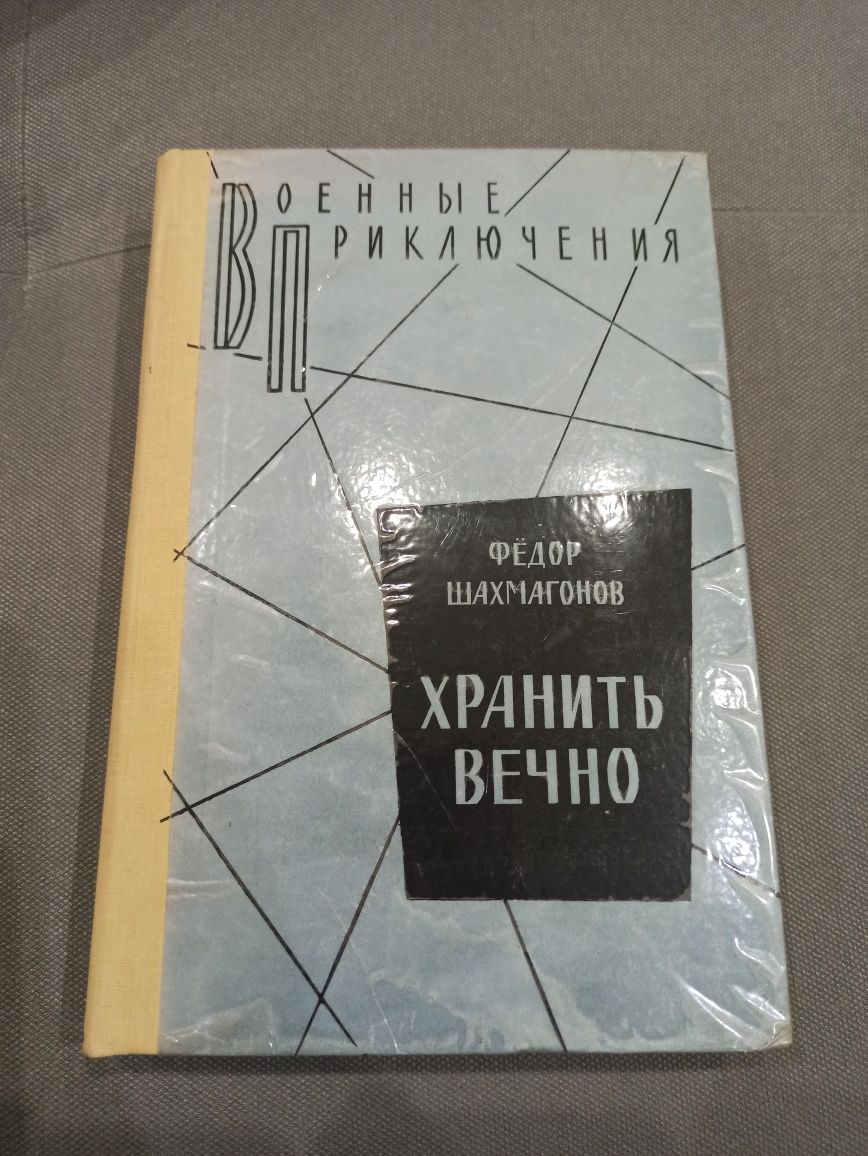 ВОЕННЫЕ
ПРИКЛЮЧЕНИЯ
ФЁДОР
ШАХМАГОНОВ
ХРАНИТЬ
ВЕЧНО